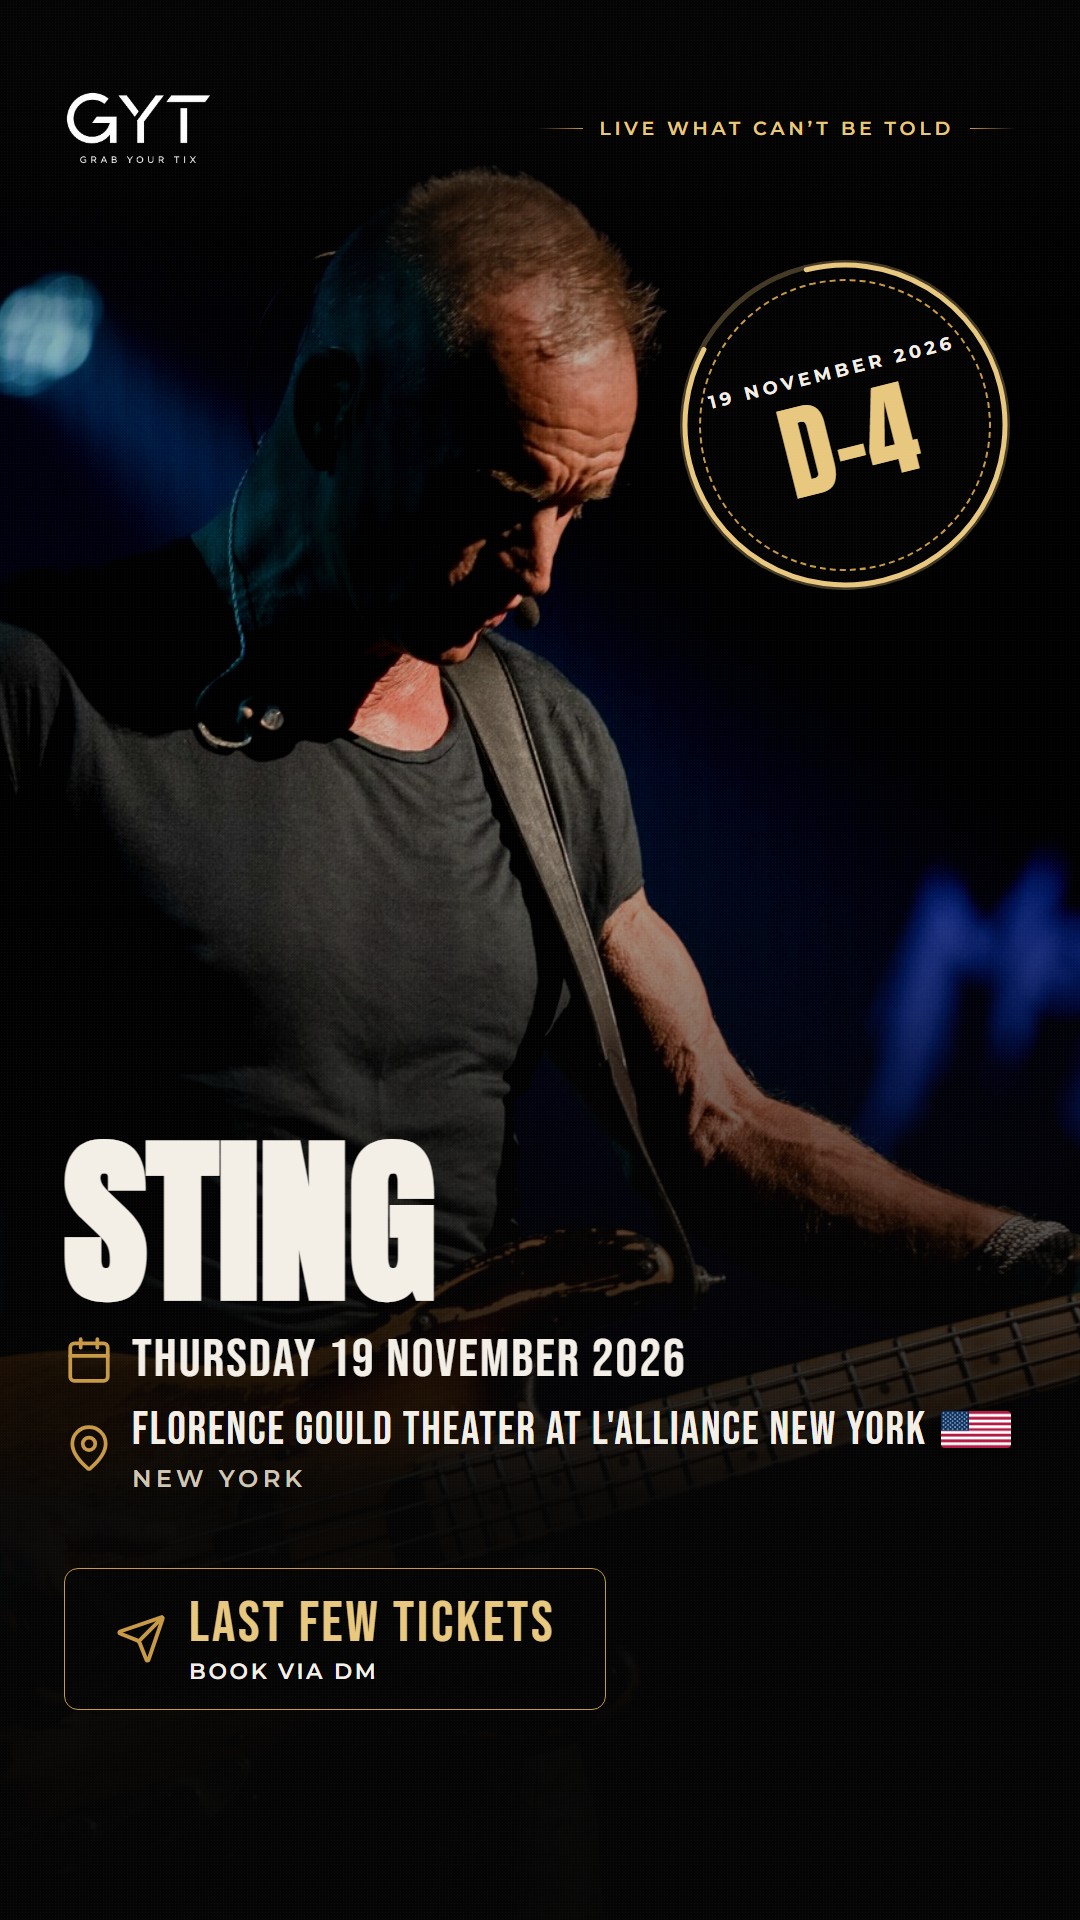 GYT
GRAB YOUR TIX
LIVE WHAT CAN’T BE TOLD
19 NOVEMBER 2026
D-4
STING
THURSDAY 19 NOVEMBER 2026
FLORENCE GOULD THEATER AT L'ALLIANCE NEW YORK
NEW YORK
LAST FEW TICKETS
BOOK VIA DM